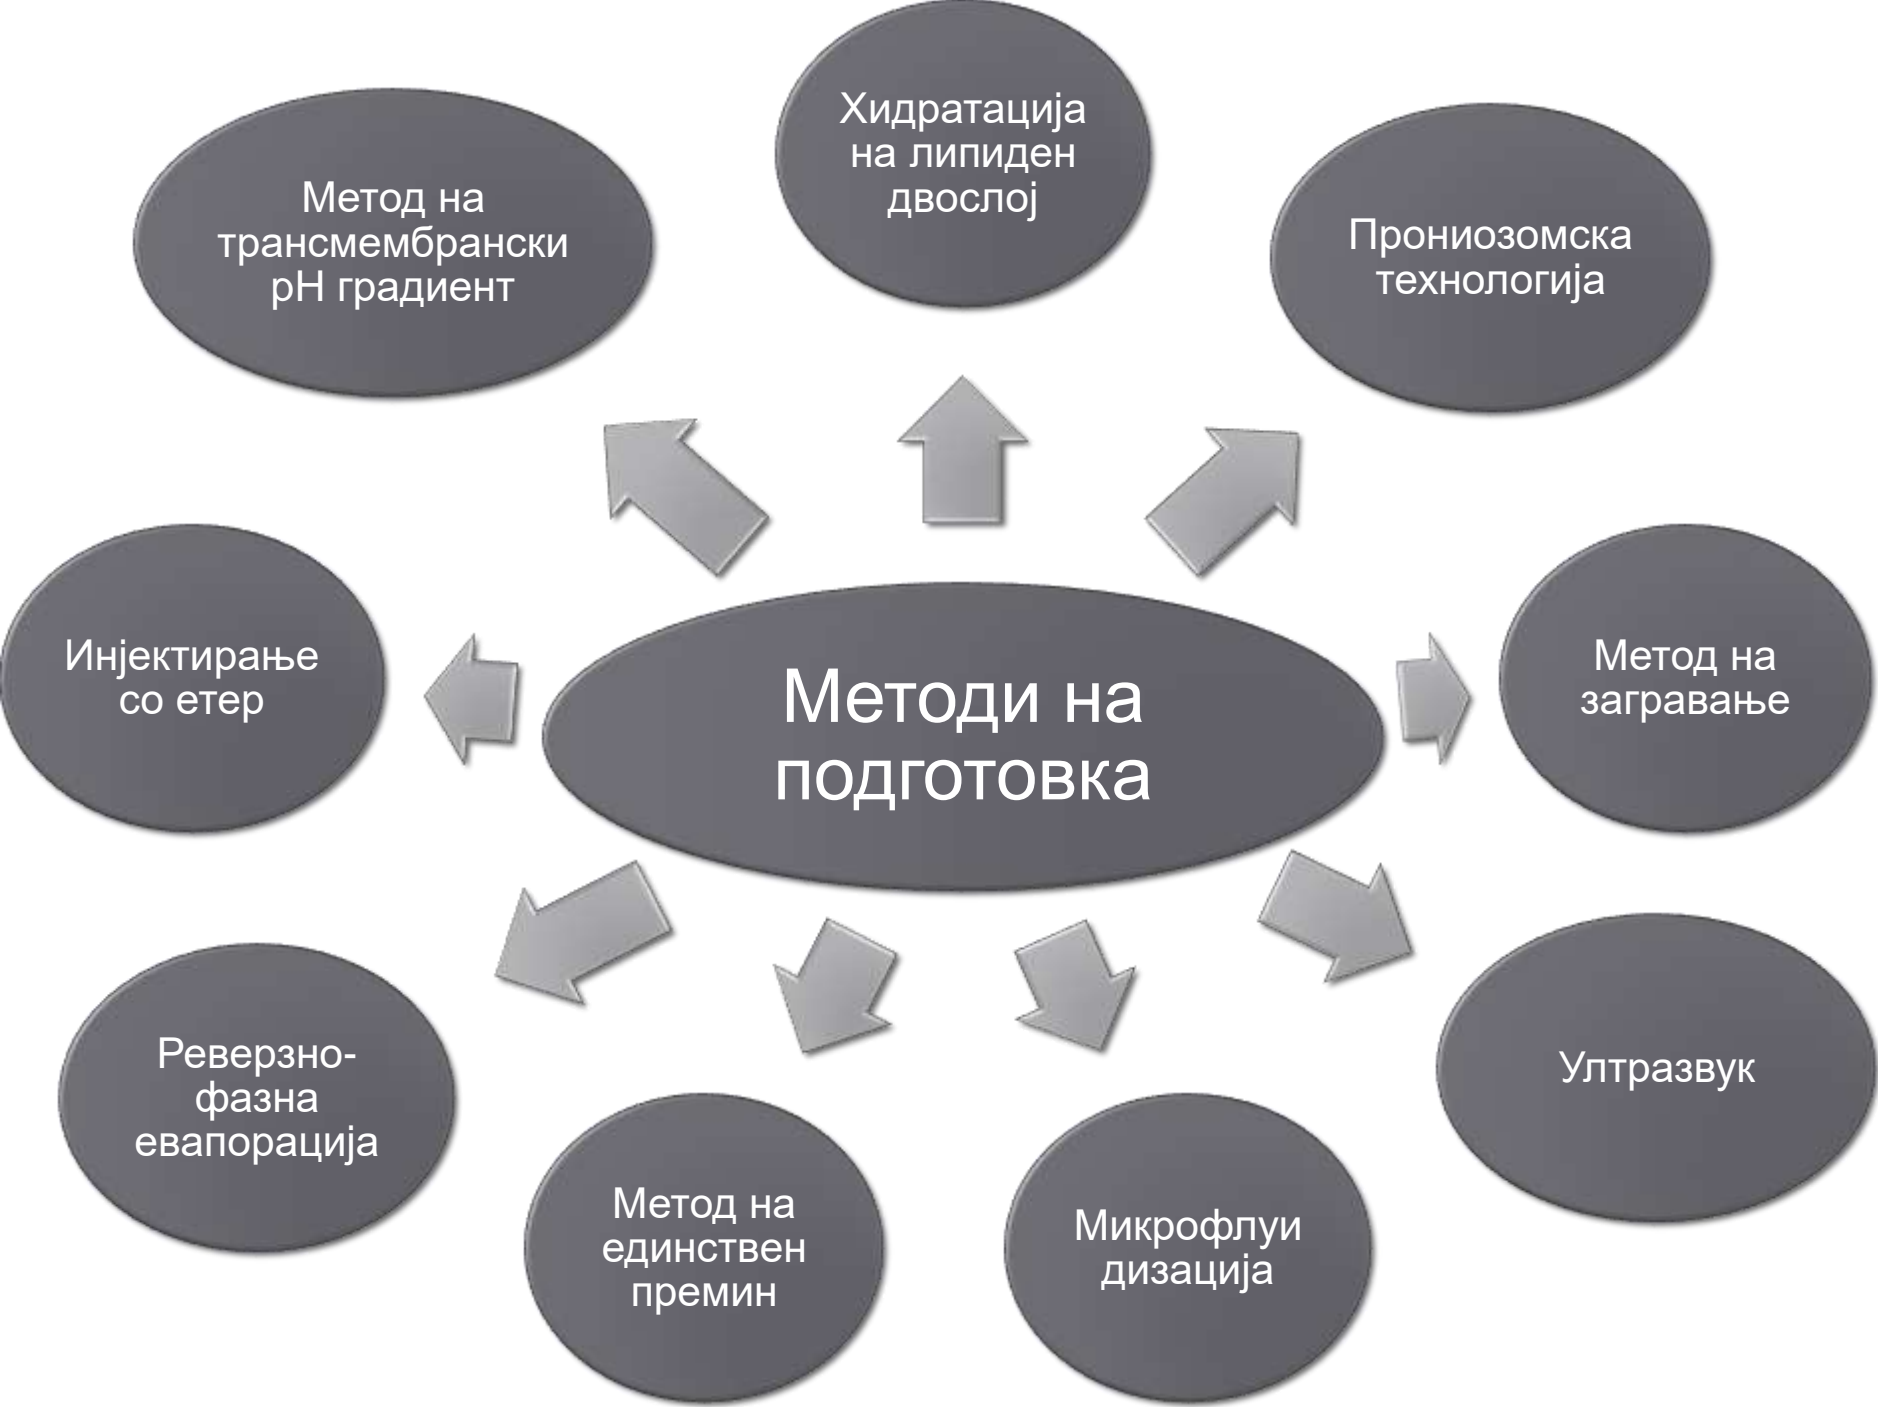 Хидратација
на липиден
двослој
Метод на
трансмембрански
pH градиент
Прониозомска
технологија
Инјектирање
со етер
Методи на
подготовка
Метод на
загравање
Реверзно-
фазна
евапорација
Метод на
единствен
премин
Микрофлуи
дизација
Ултразвук